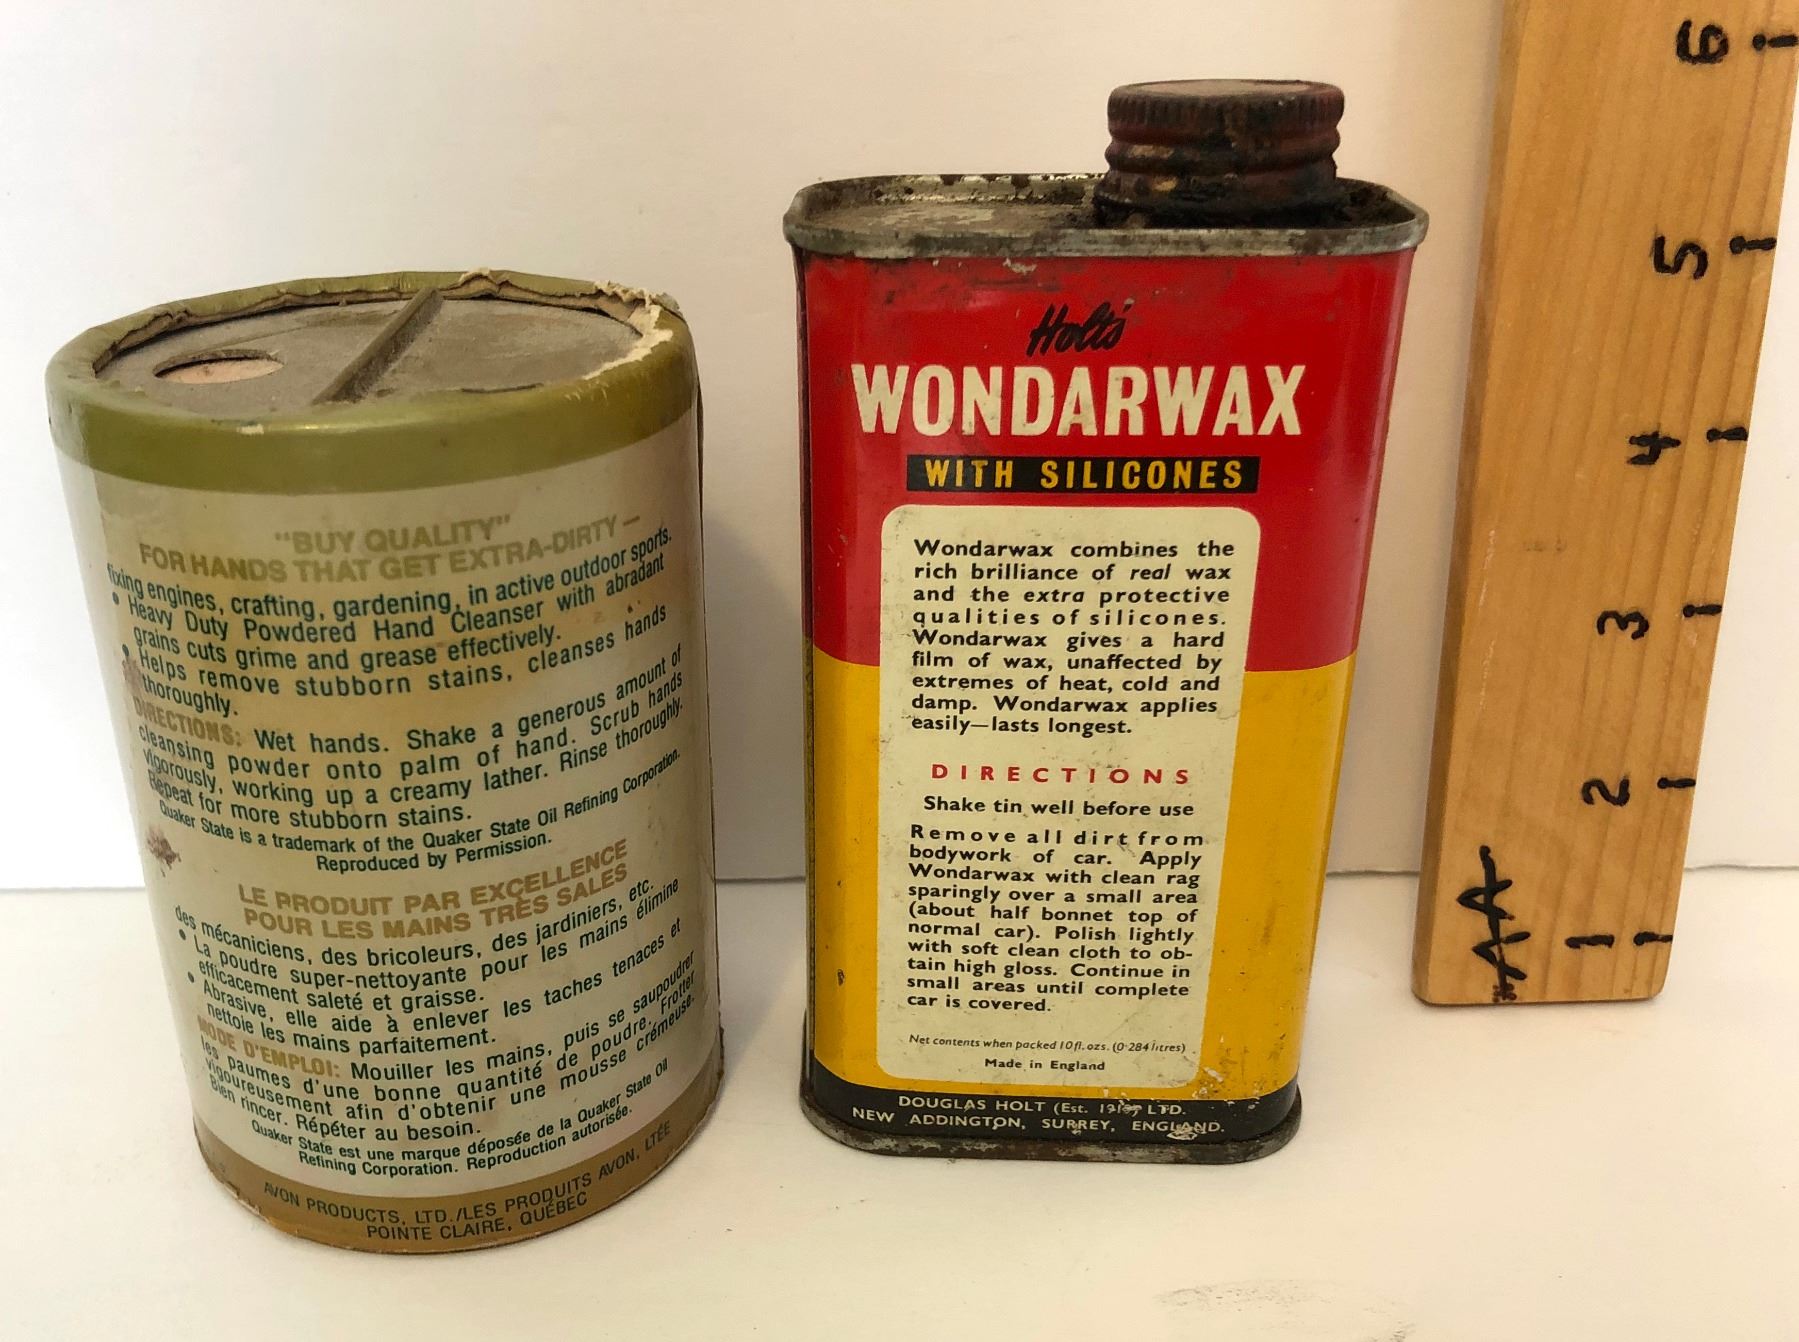 "BUY QUALITY"
FOR HANDS THAT GET EXTRA-DIRTY —
fixing engines, crafting, gardening, in active outdoor sports.
• Heavy Duty Powdered Hand Cleanser with abradant
grains cuts grime and grease effectively.
• Helps remove stubborn stains, cleanses hands
thoroughly.
DIRECTIONS: Wet hands. Shake a generous amount of
cleansing powder onto palm of hand. Scrub hands
vigorously, working up a creamy lather. Rinse thoroughly.
Repeat for more stubborn stains.
Quaker State is a trademark of the Quaker State Oil Refining Corporation.
Reproduced by Permission.
LE PRODUIT PAR EXCELLENCE
POUR LES MAINS TRÈS SALES
des mécaniciens, des bricoleurs, des jardiniers, etc.
• La poudre super-nettoyante pour les mains élimine
efficacement saleté et graisse.
• Abrasive, elle aide à enlever les taches tenaces et
nettoie les mains parfaitement.
MODE D'EMPLOI: Mouiller les mains, puis se saupoudrer
les paumes d'une bonne quantité de poudre. Frotter
vigoureusement afin d'obtenir une mousse crémeuse.
Bien rincer. Répéter au besoin.
Quaker State est une marque déposée de la Quaker State Oil
Refining Corporation. Reproduction autorisée.
AVON PRODUCTS, LTD./LES PRODUITS AVON, LTÉE
POINTE CLAIRE, QUÉBEC
Holt's
WONDARWAX
WITH SILICONES
Wondarwax combines the
rich brilliance of real wax
and the extra protective
qualities of silicones.
Wondarwax gives a hard
film of wax, unaffected by
extremes of heat, cold and
damp. Wondarwax applies
easily—lasts longest.
DIRECTIONS
Shake tin well before use
Remove all dirt from
bodywork of car. Apply
Wondarwax with clean rag
sparingly over a small area
(about half bonnet top of
normal car). Polish lightly
with soft clean cloth to ob-
tain high gloss. Continue in
small areas until complete
car is covered.
Net contents when packed 10 fl. ozs. (0·284 litres)
Made in England
DOUGLAS HOLT (Est. LTD.
NEW ADDINGTON, SURREY, ENGLAND.
6
5
4
3
2
1
AA